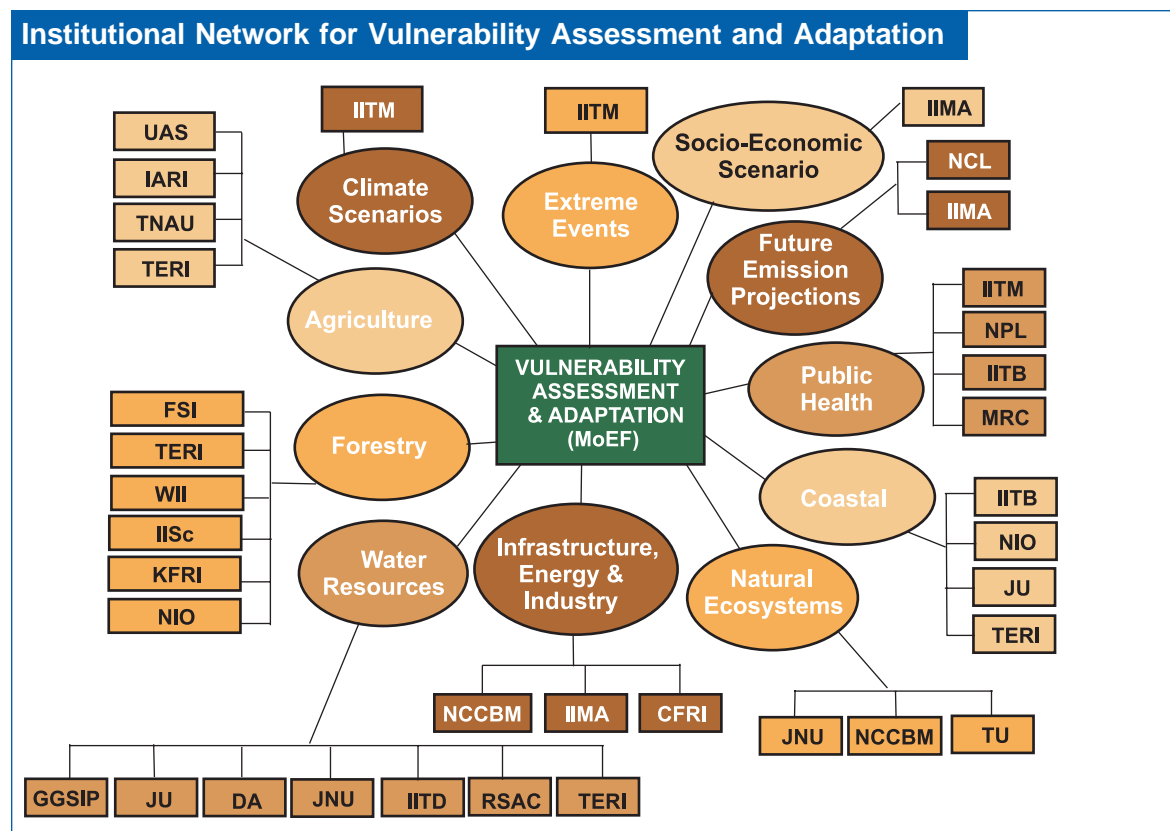 Institutional Network for Vulnerability Assessment and Adaptation
IITM
IITM
IIMA
UAS
IARI
TNAU
TERI
Climate
Scenarios
Extreme
Events
Socio-Economic
Scenario
NCL
IIMA
Future
Emission
Projections
Agriculture
VULNERABILITY
ASSESSMENT
& ADAPTATION
(MoEF)
Public
Health
IITM
NPL
IITB
MRC
FSI
TERI
WII
IISc
KFRI
NIO
Forestry
Coastal
IITB
NIO
JU
TERI
Water
Resources
Infrastructure,
Energy &
Industry
Natural
Ecosystems
NCCBM
IIMA
CFRI
JNU
NCCBM
TU
GGSIP
JU
DA
JNU
IITD
RSAC
TERI